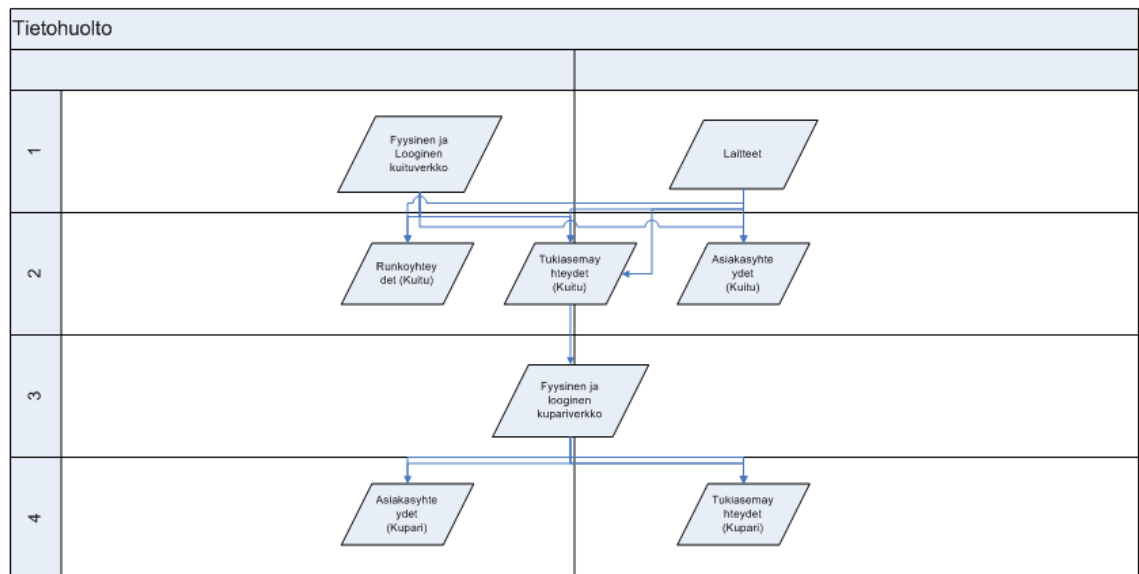 Tietohuolto
1
Fyysinen ja
Looginen
kuituverkko
Laitteet
2
Runkoyhtey
det (Kuitu)
Tukiasemay
hteydet
(Kuitu)
Asiakasyhte
ydet
(Kuitu)
3
Fyysinen ja
looginen
kupariverkko
4
Asiakasyhte
ydet
(Kupari)
Tukiasemay
hteydet
(Kupari)